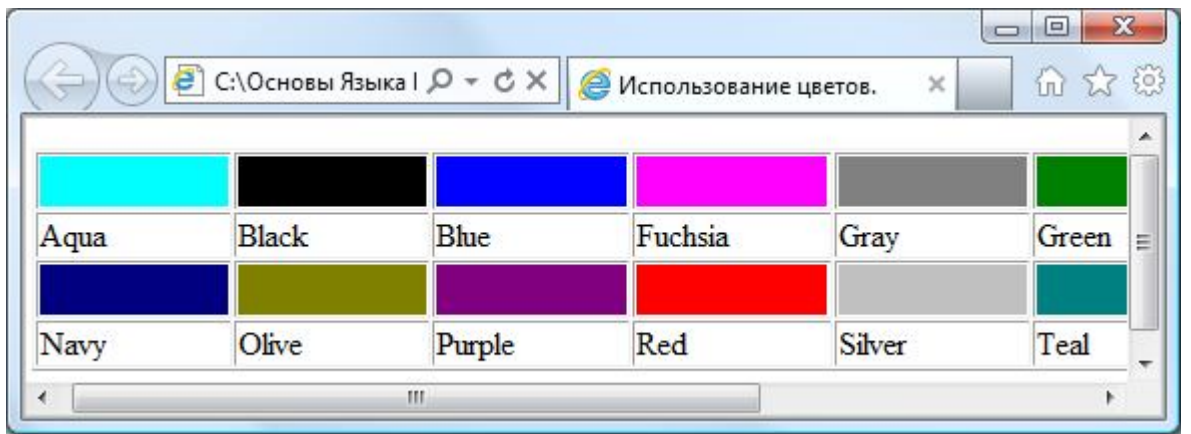 C:\Основы Языка
Использование цветов.
Aqua Black Blue Fuchsia Gray Green
Navy Olive Purple Red Silver Teal